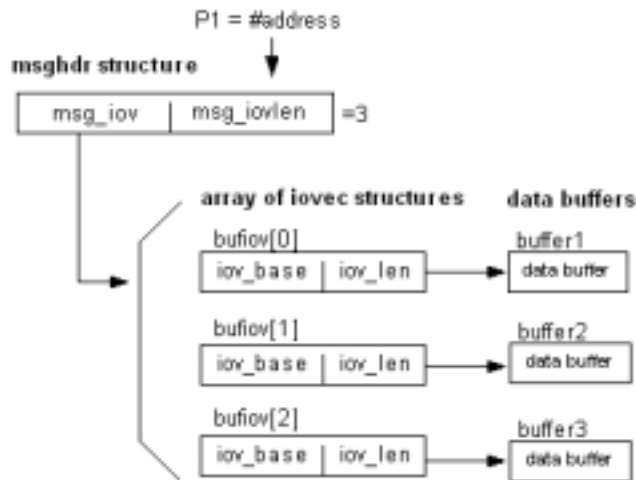 P1 = #address
msghdr structure
msg_iov | msg_iovlen =3
array of iovec structures data buffers
bufiov[0] buffer1
iov_base | iov_len data buffer
bufiov[1] buffer2
iov_base | iov_len data buffer
bufiov[2] buffer3
iov_base | iov_len data buffer